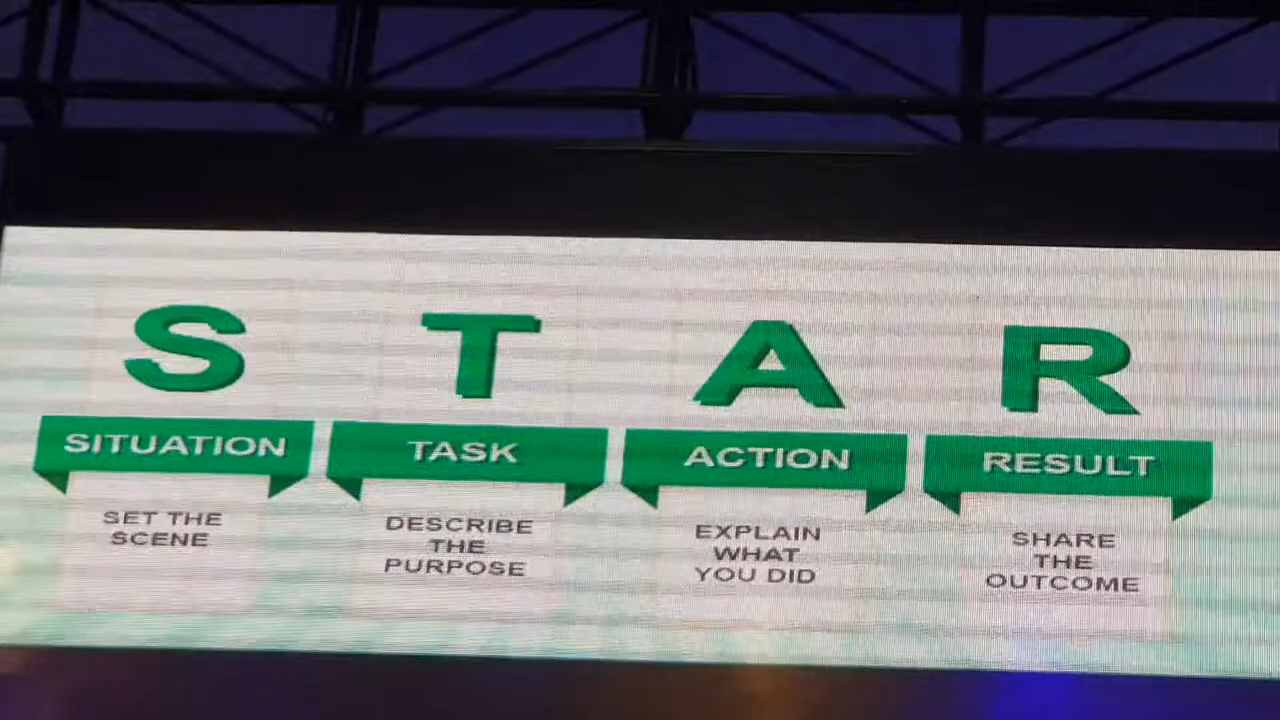 S T A R
SITUATION
SET THE
SCENE
TASK
DESCRIBE
THE
PURPOSE
ACTION
EXPLAIN
WHAT
YOU DID
RESULT
SHARE
THE
OUTCOME